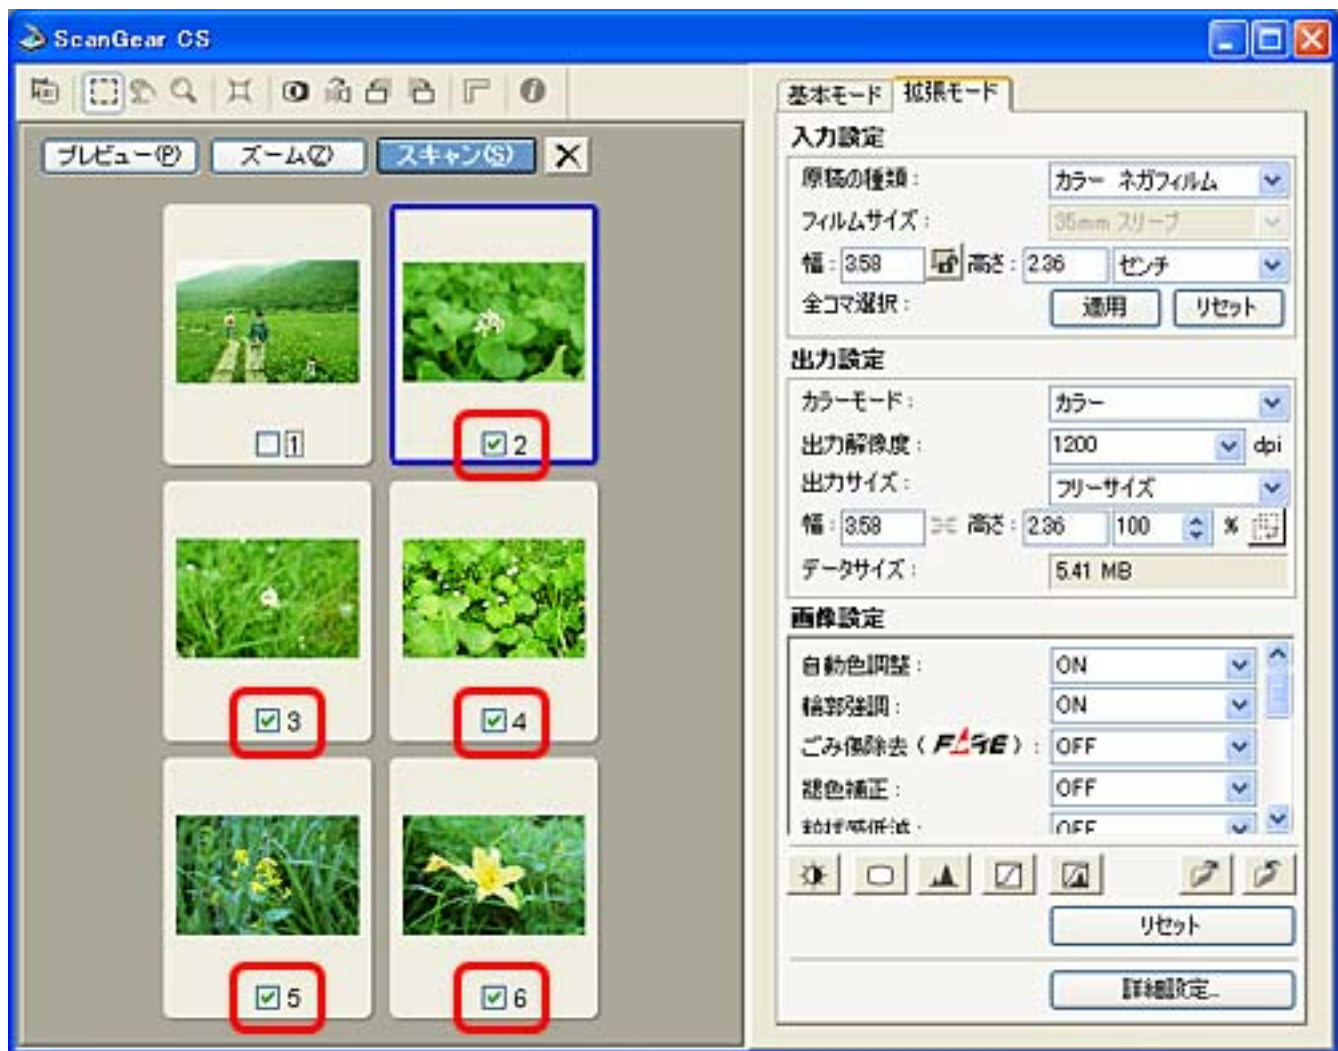 ScanGear CS
プレビュー(P) ズーム(Z) スキャン(S)
1
2
3
4
5
6
基本モード 拡張モード
入力設定
原稿の種類: カラー ネガフィルム
フィルムサイズ: 35mm スリーブ
幅: 3.58 高さ: 2.36 センチ
全コマ選択: 適用 リセット
出力設定
カラーモード: カラー
出力解像度: 1200 dpi
出力サイズ: フリーサイズ
幅: 3.58 高さ: 2.36 100 %
データサイズ: 5.41 MB
画像設定
自動色調整: ON
輪郭強調: ON
ごみ傷除去(FARE): OFF
褪色補正: OFF
粒状感低減: OFF
リセット
詳細設定...